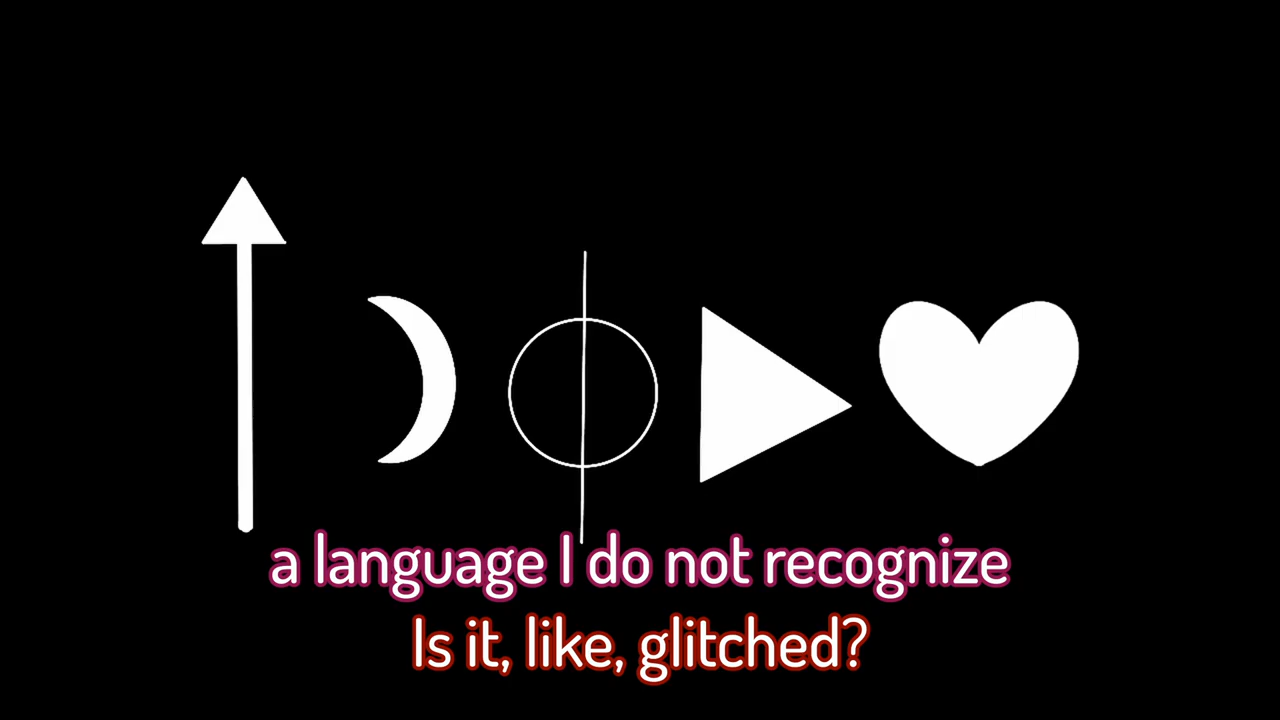 a language I do not recognize
Is it, like, glitched?